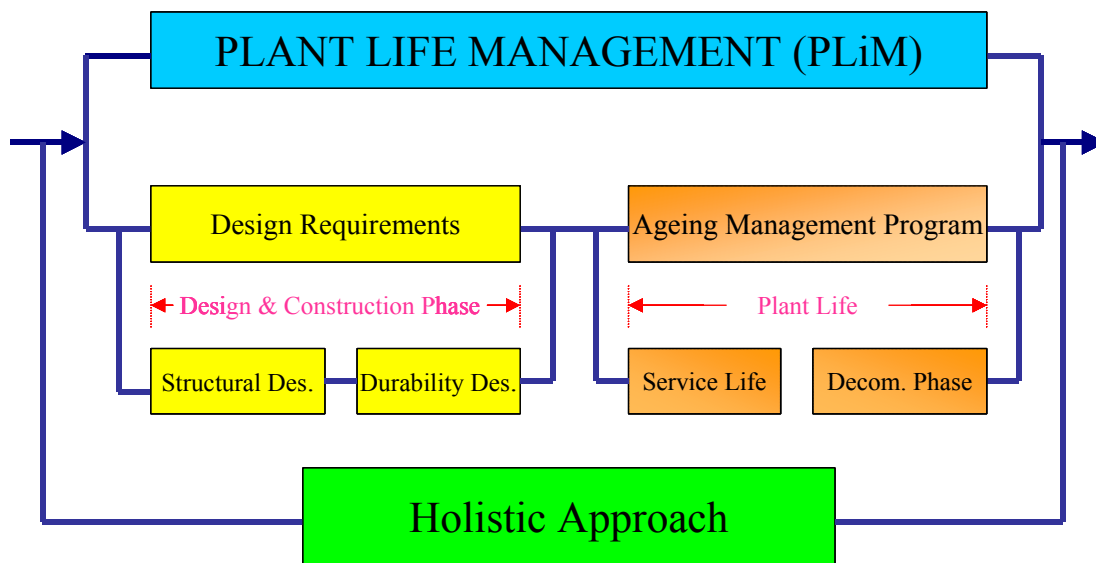 PLANT LIFE MANAGEMENT (PLiM)
Design Requirements
Ageing Management Program
Design & Construction Phase
Plant Life
Structural Des.
Durability Des.
Service Life
Decom. Phase
Holistic Approach